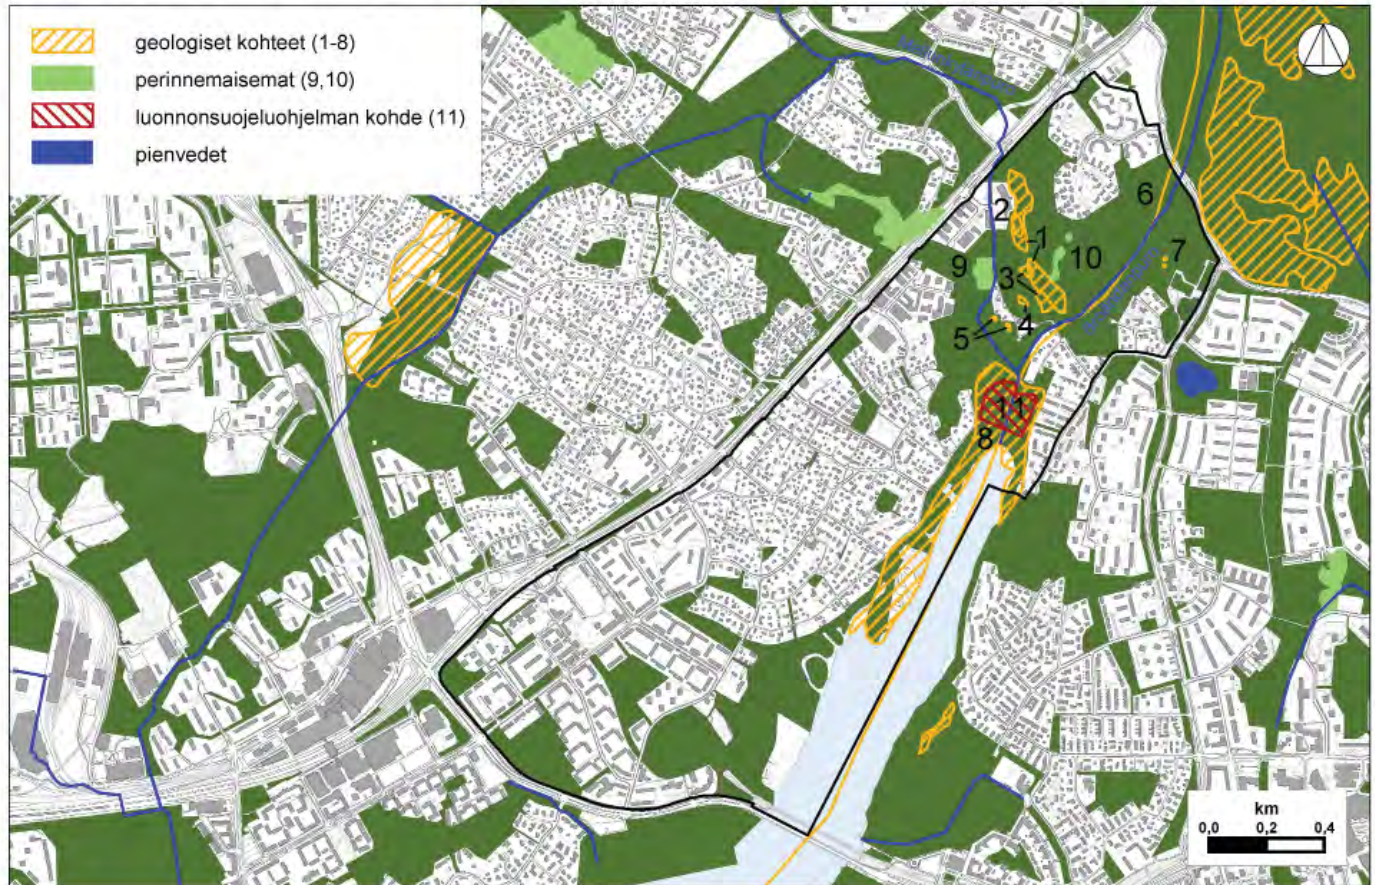 geologiset kohteet (1-8)
perinnemaisemat (9,10)
luonnonsuojeluohjelman kohde (11)
pienvedet
6
2
1
10
7
9
3
4
5
11
8
km
0,0 0,2 0,4